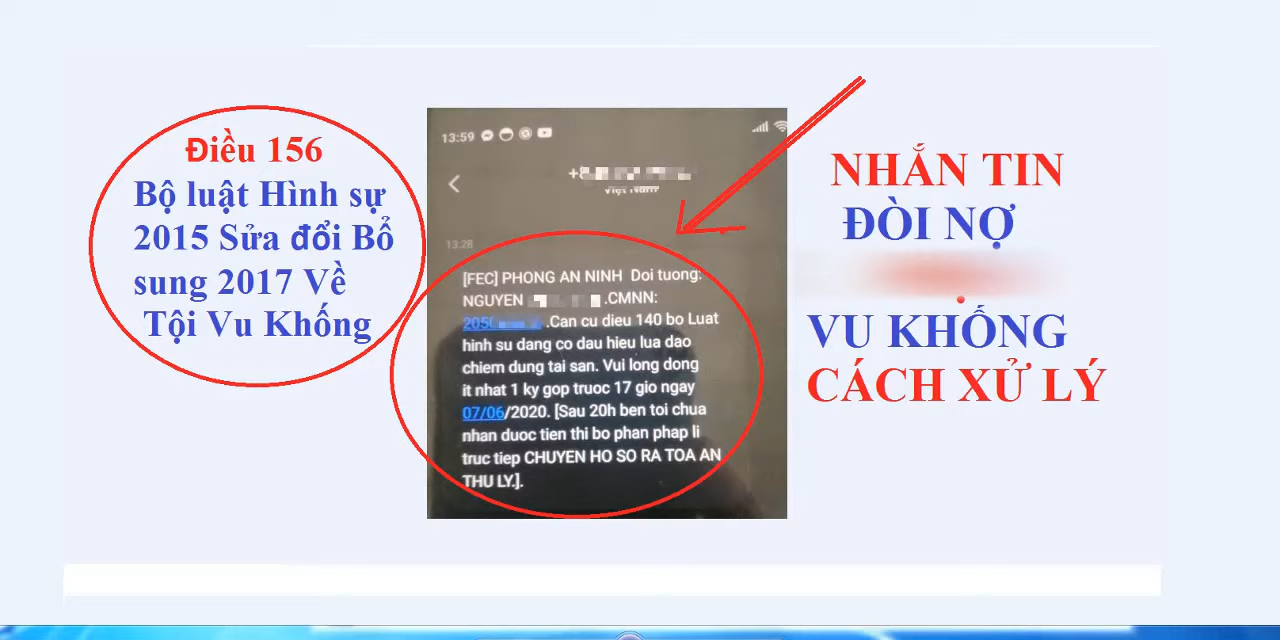 Điều 156
Bộ luật Hình sự
2015 Sửa đổi Bổ
sung 2017 Về
Tội Vu Khống
13:59
+
Việt Nam
13:28
[FEC] PHONG AN NINH Doi tuong:
NGUYEN .CMNN:
205 .Can cu dieu 140 bo Luat
hinh su dang co dau hieu lua dao
chiem dung tai san. Vui long dong
it nhat 1 ky gop truoc 17 gio ngay
07/06/2020. [Sau 20h ben toi chua
nhan duoc tien thi bo phan phap li
truc tiep CHUYEN HO SO RA TOA AN
THU LY.].
NHẮN TIN
ĐÒI NỢ
VU KHỐNG
CÁCH XỬ LÝ